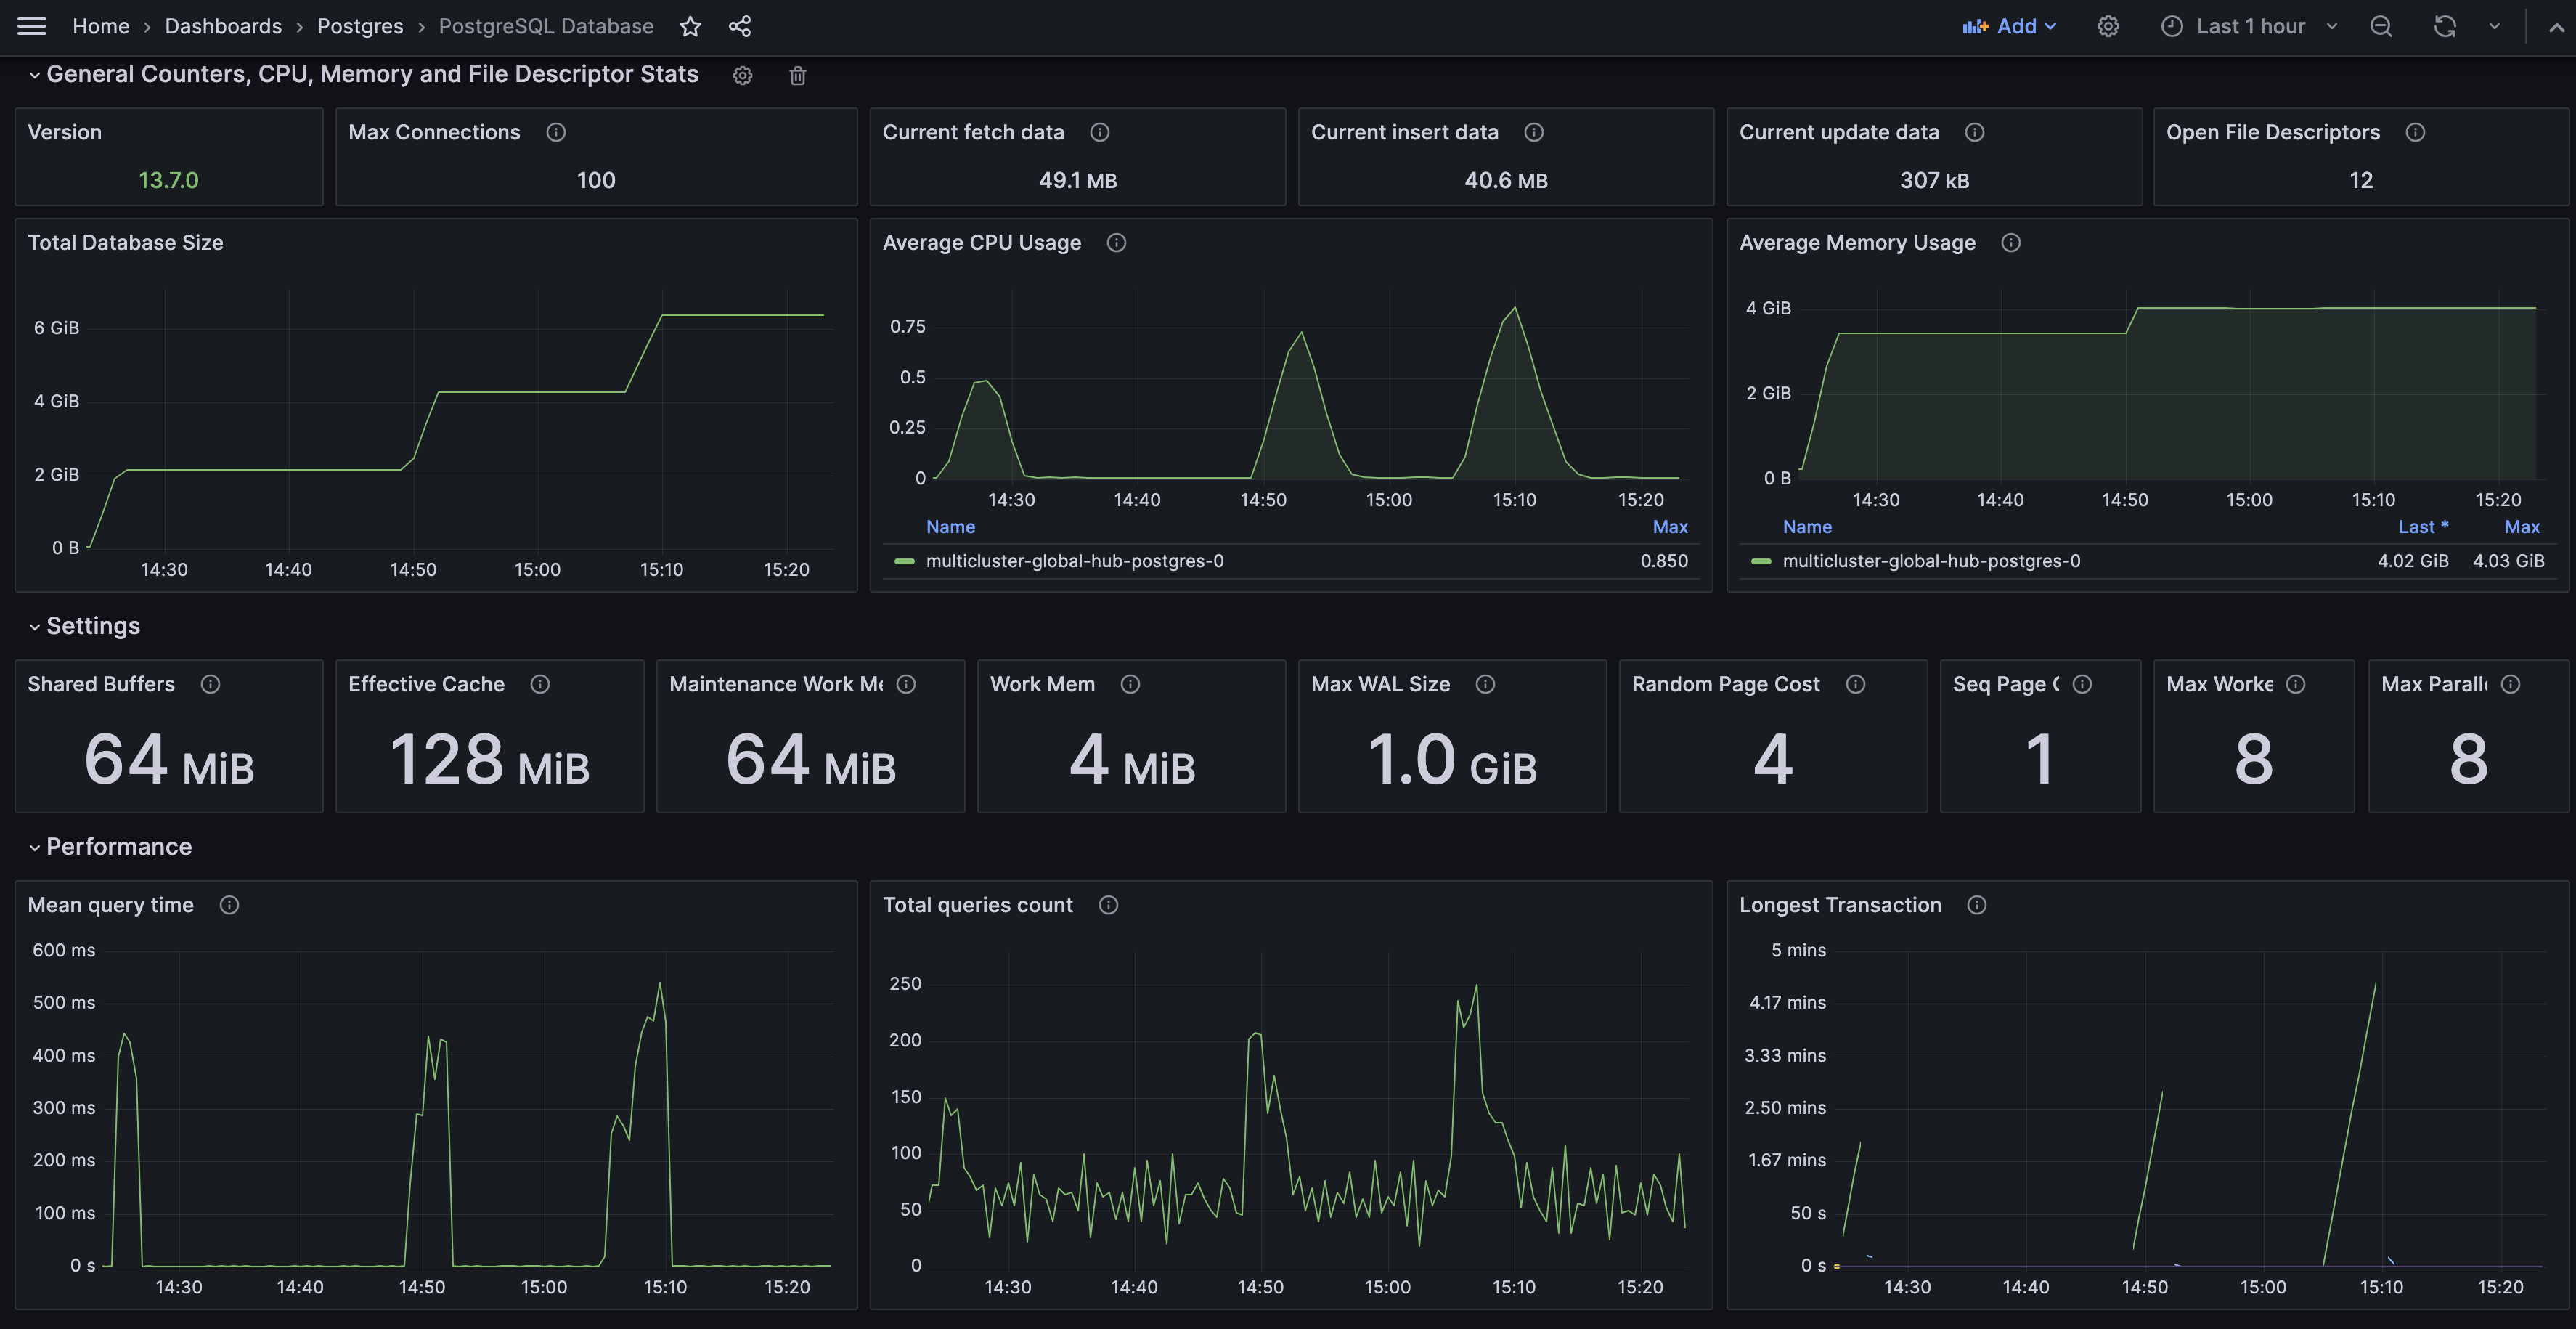 Home › Dashboards › Postgres › PostgreSQL Database
Add
Last 1 hour
General Counters, CPU, Memory and File Descriptor Stats
Version
13.7.0
Max Connections
100
Current fetch data
49.1 MB
Current insert data
40.6 MB
Current update data
307 kB
Open File Descriptors
12
Total Database Size
6 GiB
4 GiB
2 GiB
0 B
14:30 14:40 14:50 15:00 15:10 15:20
Average CPU Usage
0.75
0.5
0.25
0
14:30 14:40 14:50 15:00 15:10 15:20
Name Max
multicluster-global-hub-postgres-0 0.850
Average Memory Usage
4 GiB
2 GiB
0 B
14:30 14:40 14:50 15:00 15:10 15:20
Name Last * Max
multicluster-global-hub-postgres-0 4.02 GiB 4.03 GiB
Settings
Shared Buffers
64 MiB
Effective Cache
128 MiB
Maintenance Work Me
64 MiB
Work Mem
4 MiB
Max WAL Size
1.0 GiB
Random Page Cost
4
Seq Page C
1
Max Worke
8
Max Paralle
8
Performance
Mean query time
600 ms
500 ms
400 ms
300 ms
200 ms
100 ms
0 s
14:30 14:40 14:50 15:00 15:10 15:20
Total queries count
250
200
150
100
50
0
14:30 14:40 14:50 15:00 15:10 15:20
Longest Transaction
5 mins
4.17 mins
3.33 mins
2.50 mins
1.67 mins
50 s
0 s
14:30 14:40 14:50 15:00 15:10 15:20